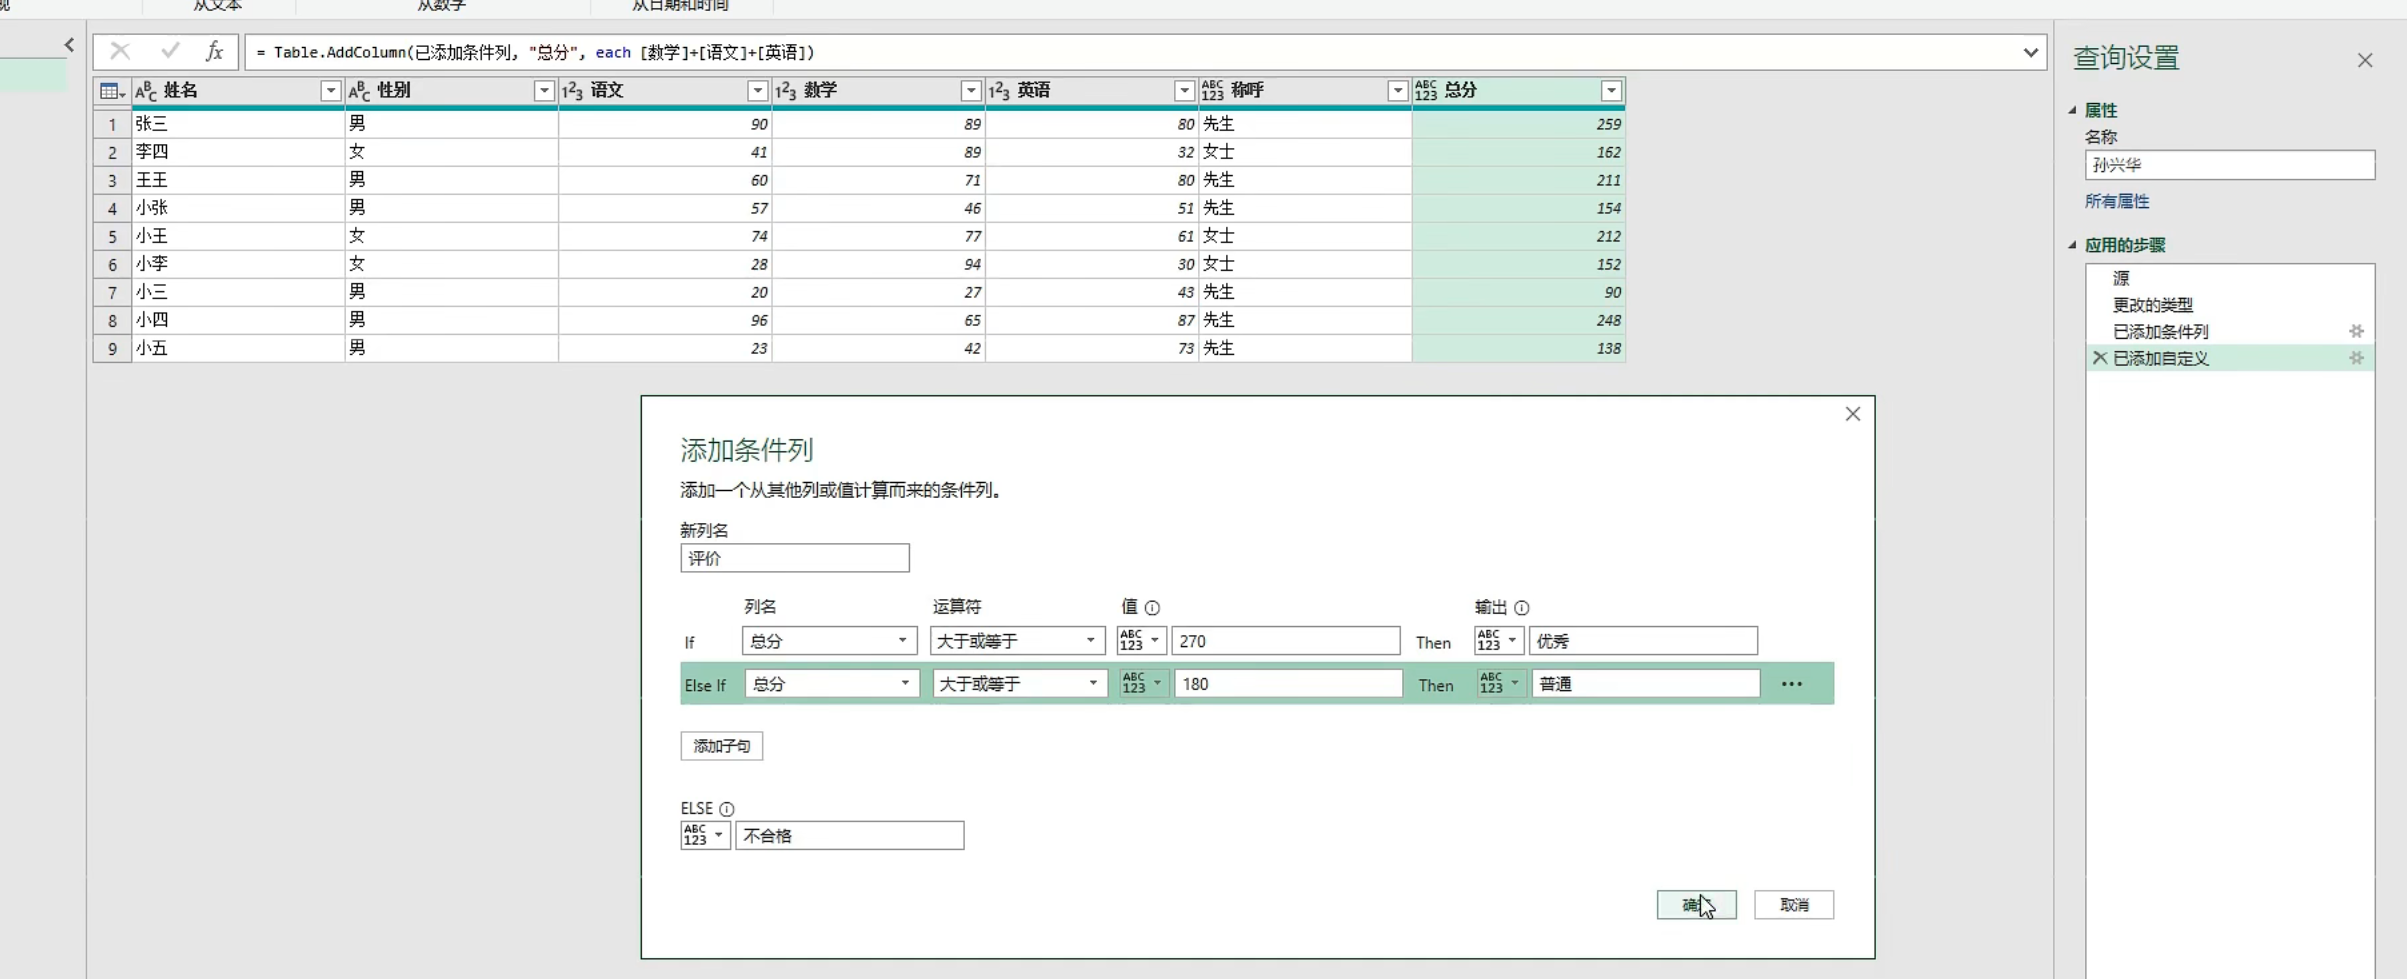 从文本 从数字 从日期和时间
= Table.AddColumn(已添加条件列, "总分", each [数学]+[语文]+[英语])
姓名 性别 语文 数学 英语 称呼 总分
1 张三 男 90 89 80 先生 259
2 李四 女 41 89 32 女士 162
3 王王 男 60 71 80 先生 211
4 小张 男 57 46 51 先生 154
5 小王 女 74 77 61 女士 212
6 小李 女 28 94 30 女士 152
7 小三 男 20 27 43 先生 90
8 小四 男 96 65 87 先生 248
9 小五 男 23 42 73 先生 138
查询设置
属性
名称
孙兴华
所有属性
应用的步骤
源
更改的类型
已添加条件列
已添加自定义
添加条件列
添加一个从其他列或值计算而来的条件列。
新列名
评价
列名 运算符 值 输出
If 总分 大于或等于 ABC 123 270 Then ABC 123 优秀
Else If 总分 大于或等于 ABC 123 180 Then ABC 123 普通 ...
添加子句
ELSE
ABC 123 不合格
取消